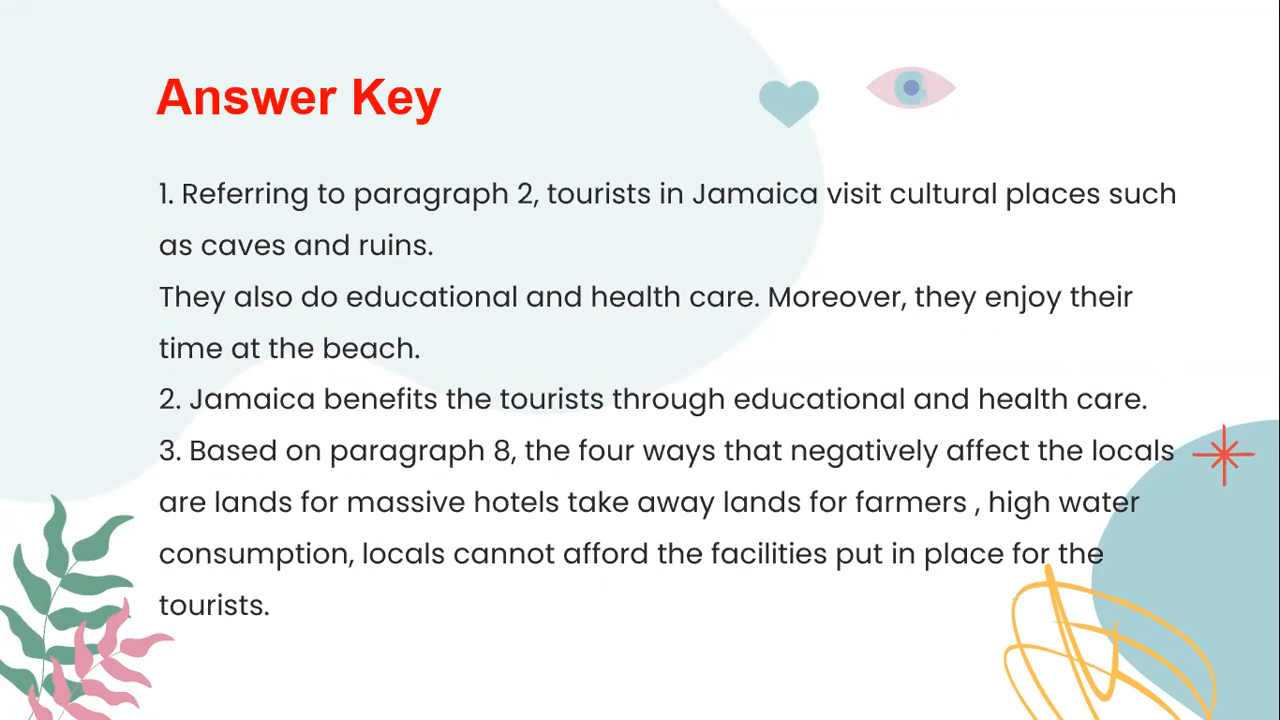 Answer Key
1. Referring to paragraph 2, tourists in Jamaica visit cultural places such
as caves and ruins.
They also do educational and health care. Moreover, they enjoy their
time at the beach.
2. Jamaica benefits the tourists through educational and health care.
3. Based on paragraph 8, the four ways that negatively affect the locals
are lands for massive hotels take away lands for farmers , high water
consumption, locals cannot afford the facilities put in place for the
tourists.